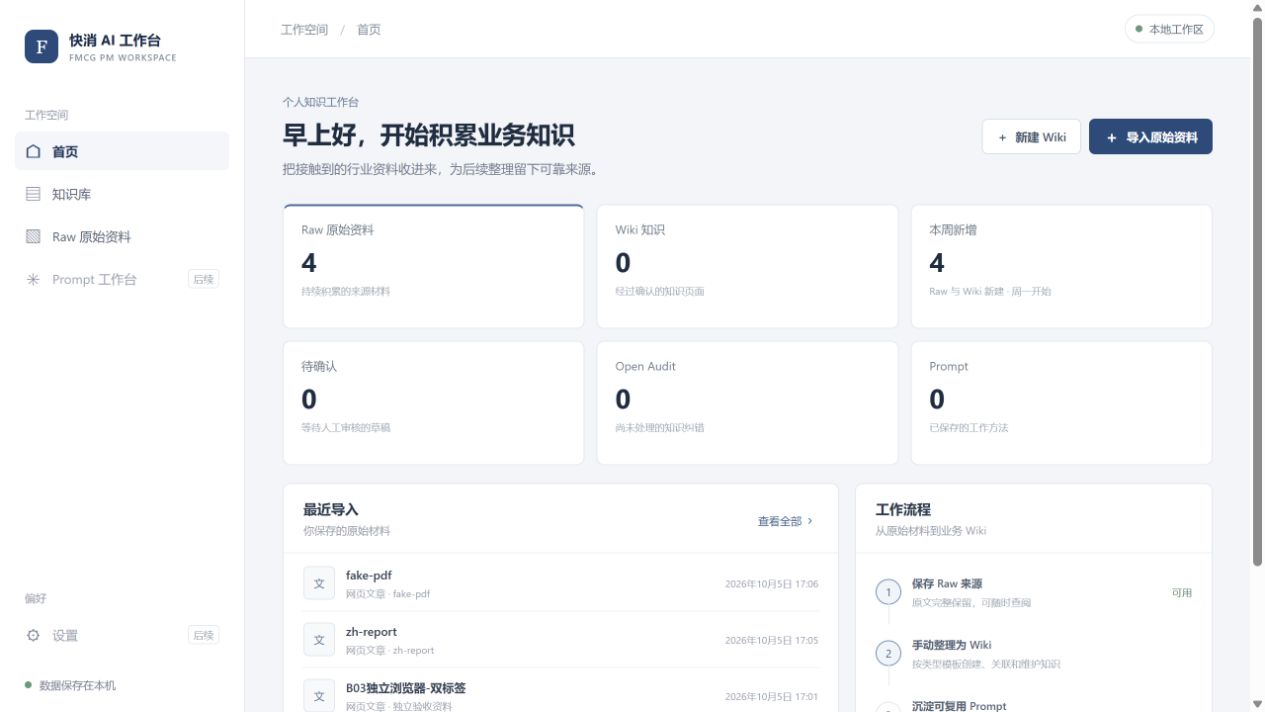 F
快消 AI 工作台
FMCG PM WORKSPACE
工作空间
首页
知识库
Raw 原始资料
Prompt 工作台 后续
偏好
设置 后续
数据保存在本机
工作空间 / 首页
本地工作区
个人知识工作台
早上好，开始积累业务知识
把接触到的行业资料收进来，为后续整理留下可靠来源。
+ 新建 Wiki
+ 导入原始资料
Raw 原始资料
4
持续积累的来源材料
Wiki 知识
0
经过确认的知识页面
本周新增
4
Raw 与 Wiki 新建 · 周一开始
待确认
0
等待人工审核的草稿
Open Audit
0
尚未处理的知识纠错
Prompt
0
已保存的工作方法
最近导入
你保存的原始材料
查看全部 ›
文
fake-pdf
网页文章 · fake-pdf
2026年10月5日 17:06
文
zh-report
网页文章 · zh-report
2026年10月5日 17:05
文
B03独立浏览器-双标签
网页文章 · 独立验收资料
2026年10月5日 17:01
工作流程
从原始材料到业务 Wiki
1
保存 Raw 来源
原文完整保留，可随时查阅
可用
2
手动整理为 Wiki
按类型模板创建、关联和维护知识
沉淀可复用 Prompt